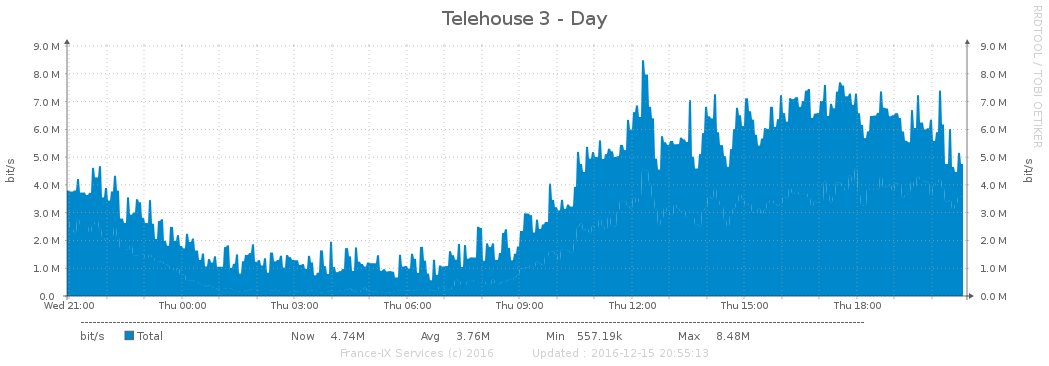 Telehouse 3 - Day
RRDTOOL / TOBI OETIKER
9.0 M 9.0 M
8.0 M 8.0 M
7.0 M 7.0 M
6.0 M 6.0 M
5.0 M 5.0 M
4.0 M 4.0 M
3.0 M 3.0 M
2.0 M 2.0 M
1.0 M 1.0 M
0.0 0.0 M
bit/s bit/s
Wed 21:00 Thu 00:00 Thu 03:00 Thu 06:00 Thu 09:00 Thu 12:00 Thu 15:00 Thu 18:00
bit/s Total Now 4.74M Avg 3.76M Min 557.19k Max 8.48M
France-IX Services (c) 2016 Updated : 2016-12-15 20:55:13